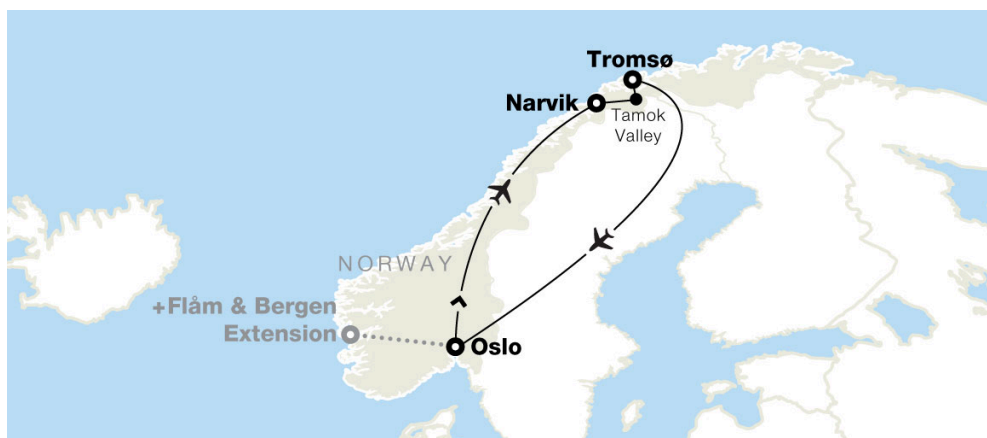 Tromsø
Narvik
Tamok
Valley
NORWAY
+Flåm & Bergen
Extension
Oslo